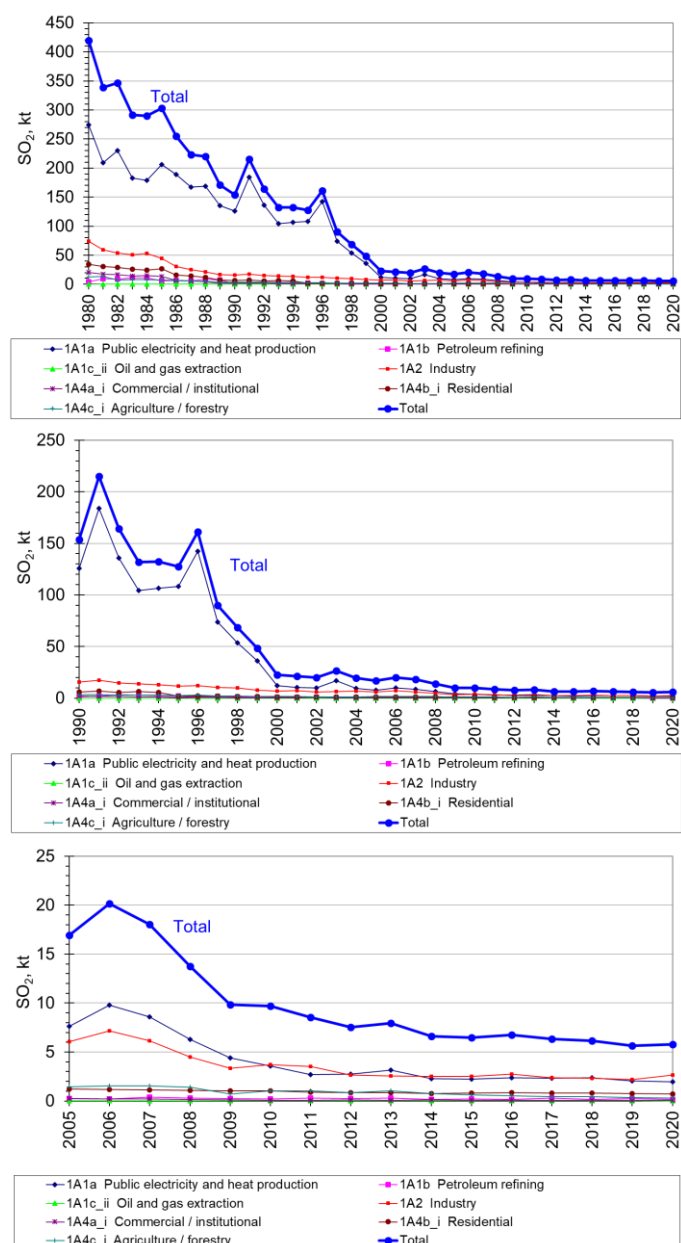 450
400
350
300
250
200
150
100
50
0
SO2, kt
Total
1980 1982 1984 1986 1988 1990 1992 1994 1996 1998 2000 2002 2004 2006 2008 2010 2012 2014 2016 2018 2020
1A1a Public electricity and heat production 1A1b Petroleum refining
1A1c_ii Oil and gas extraction 1A2 Industry
1A4a_i Commercial / institutional 1A4b_i Residential
1A4c_i Agriculture / forestry Total
250
200
150
100
50
0
SO2, kt
Total
1990 1992 1994 1996 1998 2000 2002 2004 2006 2008 2010 2012 2014 2016 2018 2020
1A1a Public electricity and heat production 1A1b Petroleum refining
1A1c_ii Oil and gas extraction 1A2 Industry
1A4a_i Commercial / institutional 1A4b_i Residential
1A4c_i Agriculture / forestry Total
25
20
15
10
5
0
SO2, kt
Total
2005 2006 2007 2008 2009 2010 2011 2012 2013 2014 2015 2016 2017 2018 2019 2020
1A1a Public electricity and heat production 1A1b Petroleum refining
1A1c_ii Oil and gas extraction 1A2 Industry
1A4a_i Commercial / institutional 1A4b_i Residential
1A4c_i Agriculture / forestry Total